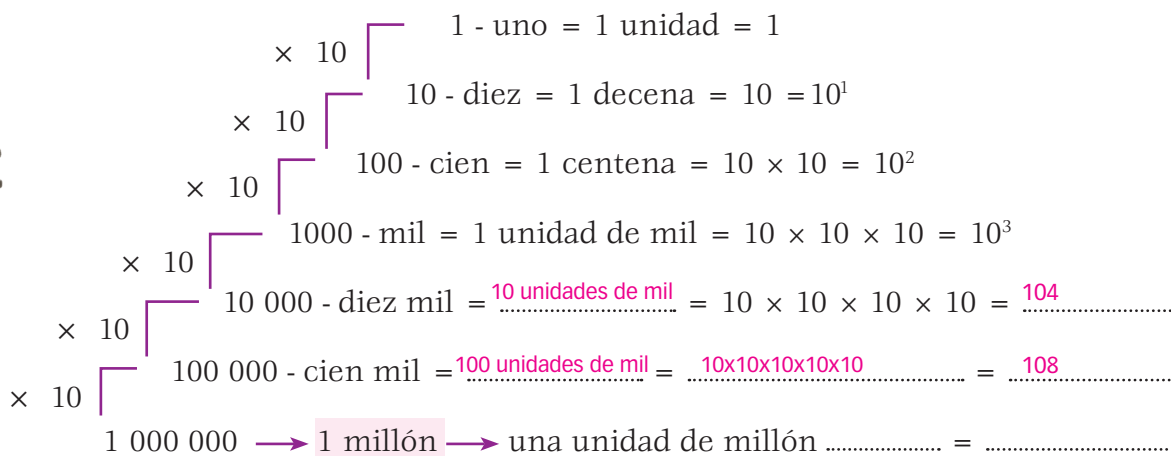 1 - uno = 1 unidad = 1
× 10
10 - diez = 1 decena = 10 = 10¹
× 10
100 - cien = 1 centena = 10 × 10 = 10²
× 10
1000 - mil = 1 unidad de mil = 10 × 10 × 10 = 10³
× 10
10 000 - diez mil = 10 unidades de mil = 10 × 10 × 10 × 10 = 104
× 10
100 000 - cien mil = 100 unidades de mil = 10x10x10x10x10 = 108
× 10
1 000 000 → 1 millón → una unidad de millón ............ = ............